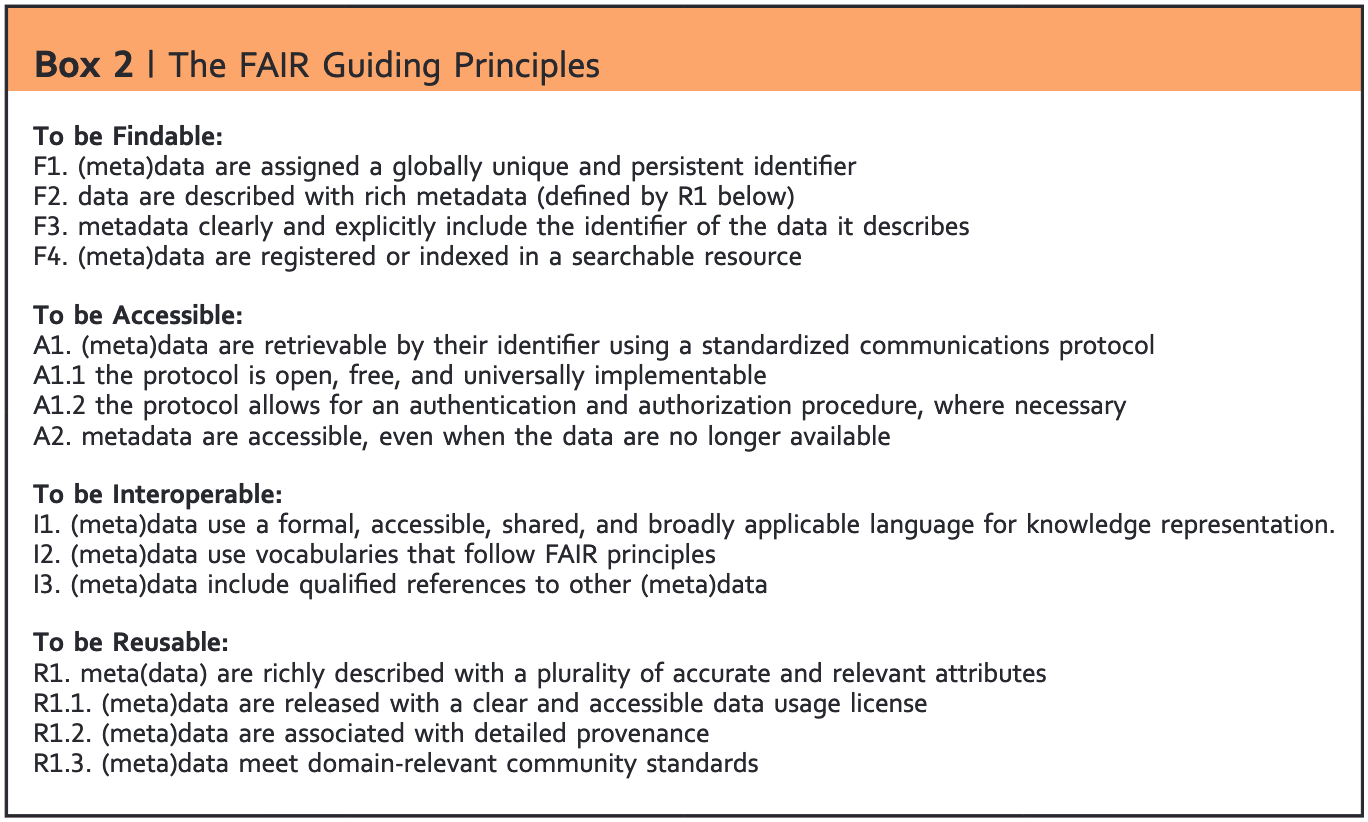 Box 2 | The FAIR Guiding Principles
To be Findable:
F1. (meta)data are assigned a globally unique and persistent identifier
F2. data are described with rich metadata (defined by R1 below)
F3. metadata clearly and explicitly include the identifier of the data it describes
F4. (meta)data are registered or indexed in a searchable resource
To be Accessible:
A1. (meta)data are retrievable by their identifier using a standardized communications protocol
A1.1 the protocol is open, free, and universally implementable
A1.2 the protocol allows for an authentication and authorization procedure, where necessary
A2. metadata are accessible, even when the data are no longer available
To be Interoperable:
I1. (meta)data use a formal, accessible, shared, and broadly applicable language for knowledge representation.
I2. (meta)data use vocabularies that follow FAIR principles
I3. (meta)data include qualified references to other (meta)data
To be Reusable:
R1. meta(data) are richly described with a plurality of accurate and relevant attributes
R1.1. (meta)data are released with a clear and accessible data usage license
R1.2. (meta)data are associated with detailed provenance
R1.3. (meta)data meet domain-relevant community standards